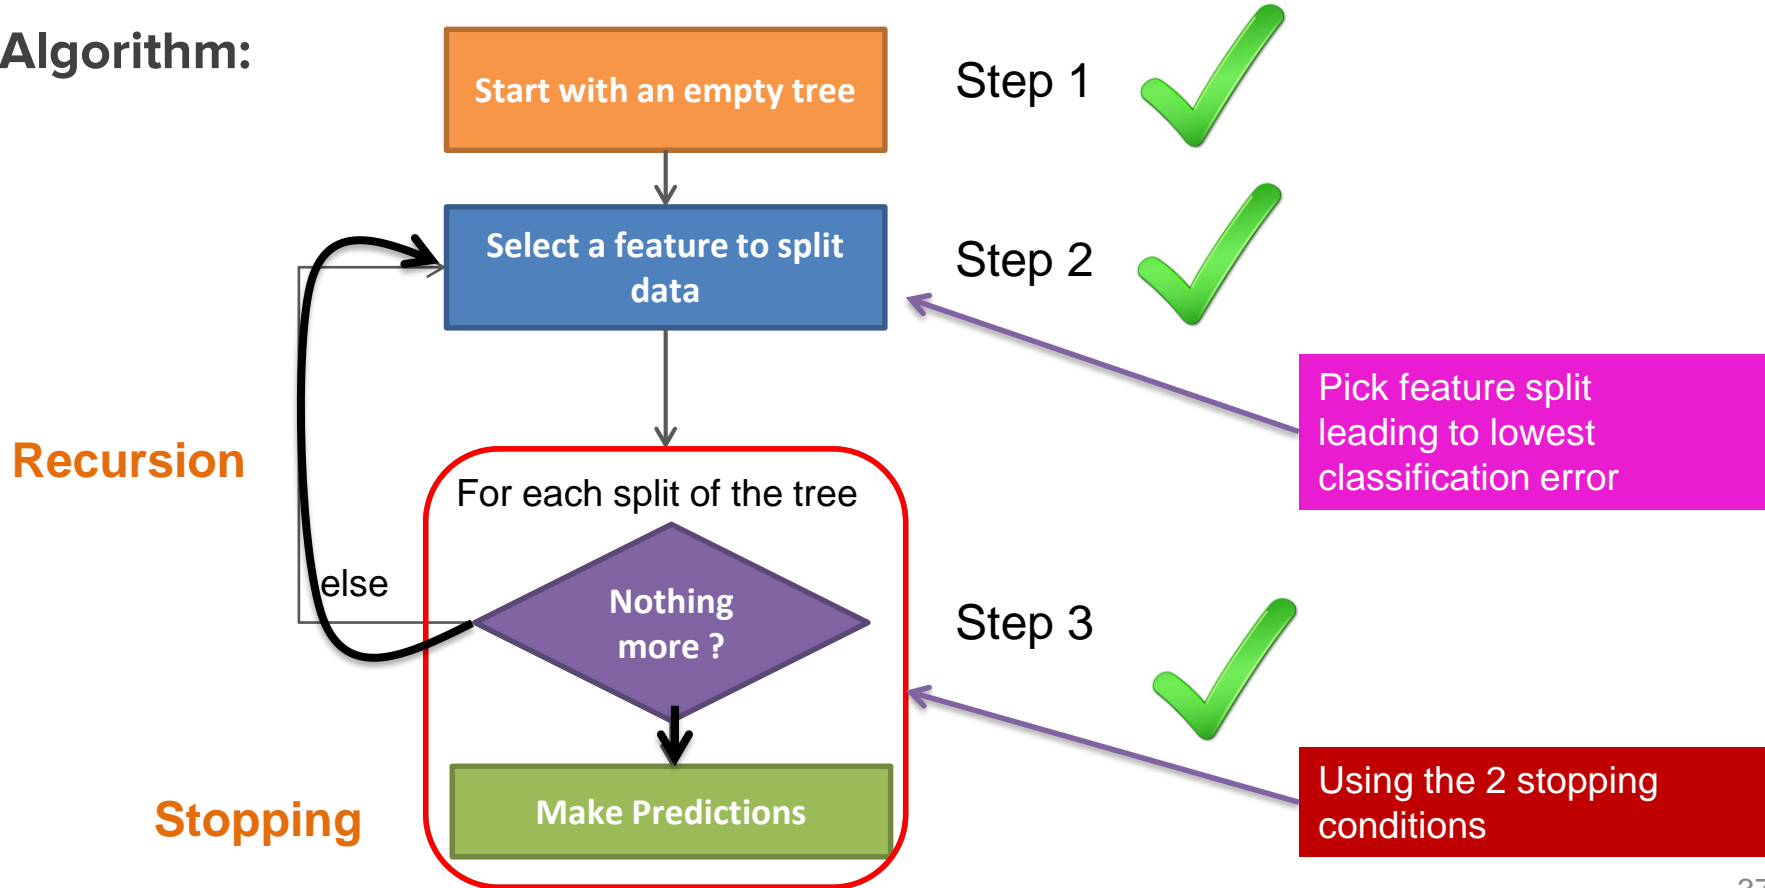 Algorithm:
Start with an empty tree
Step 1
Select a feature to split
data
Step 2
Pick feature split
leading to lowest
classification error
Recursion
For each split of the tree
else
Nothing
more ?
Step 3
Using the 2 stopping
conditions
Stopping
Make Predictions